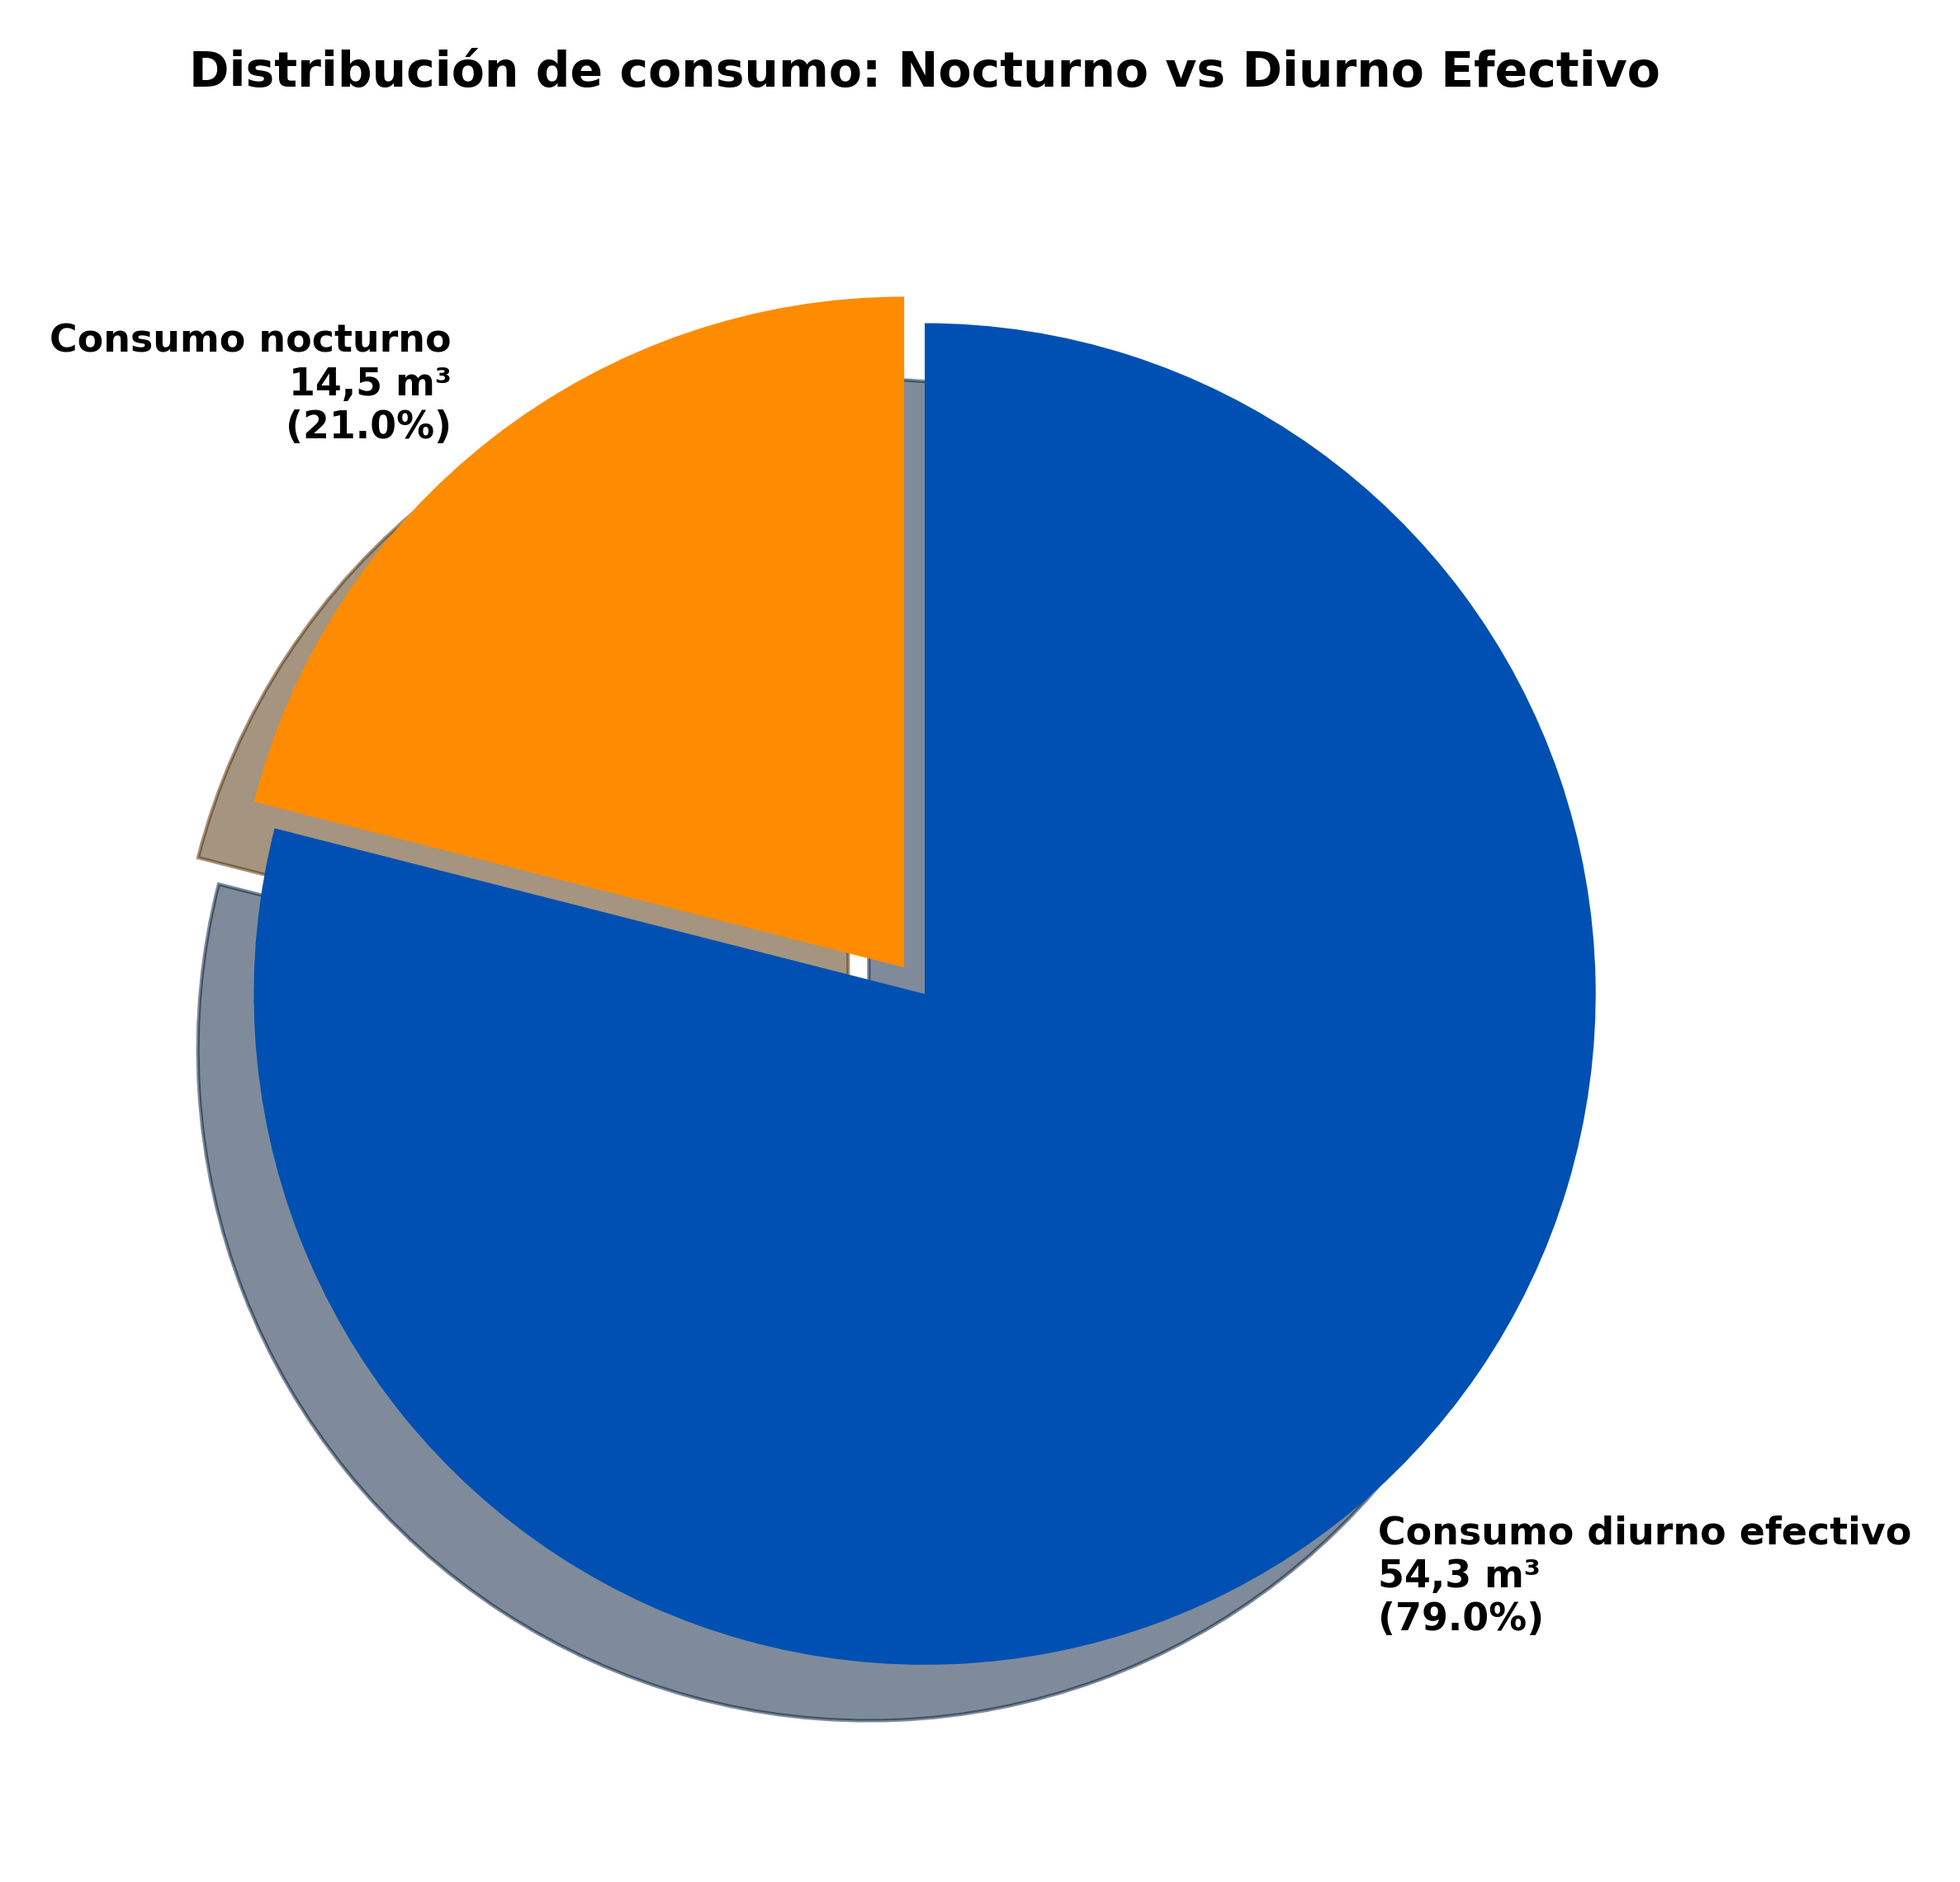 Distribución de consumo: Nocturno vs Diurno Efectivo
Consumo nocturno
14,5 m³
(21.0%)
Consumo diurno efectivo
54,3 m³
(79.0%)